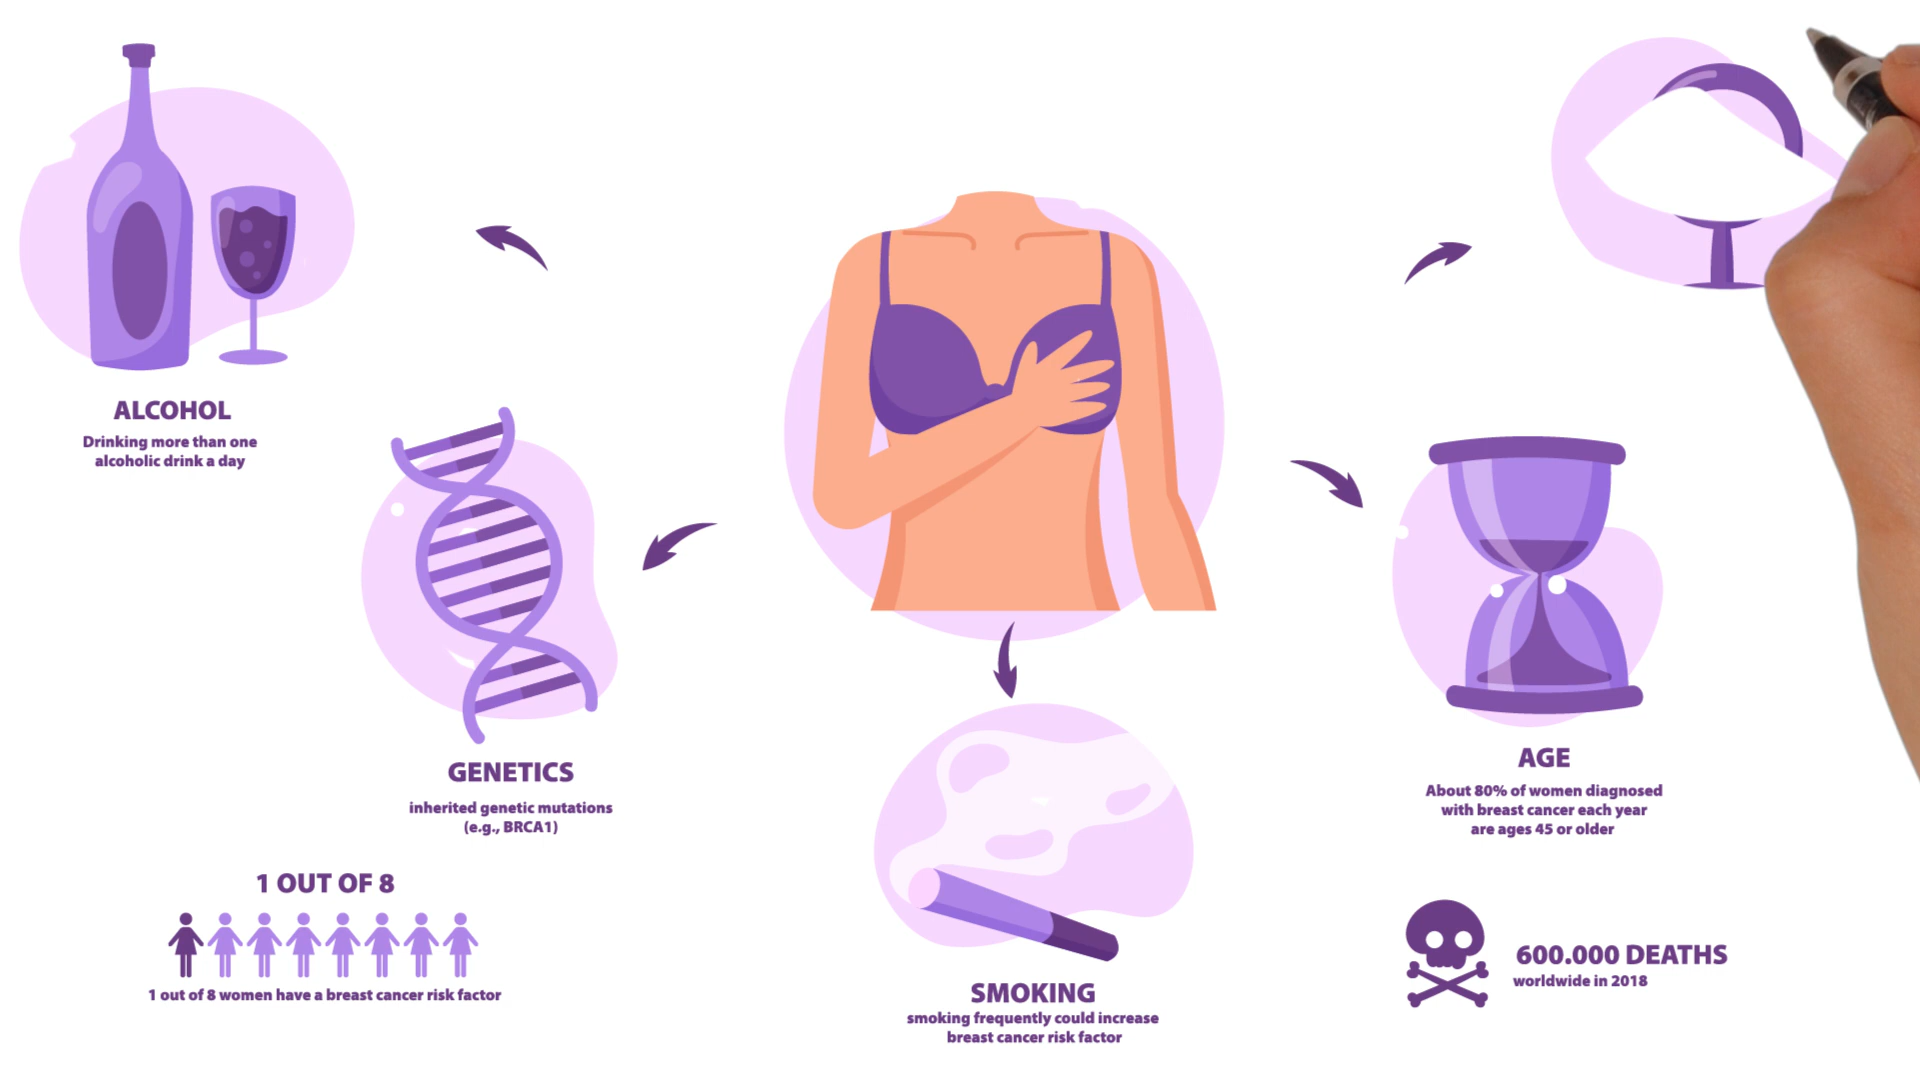 ALCOHOL
Drinking more than one
alcoholic drink a day
GENETICS
inherited genetic mutations
(e.g., BRCA1)
1 OUT OF 8
1 out of 8 women have a breast cancer risk factor
SMOKING
smoking frequently could increase
breast cancer risk factor
AGE
About 80% of women diagnosed
with breast cancer each year
are ages 45 or older
600.000 DEATHS
worldwide in 2018